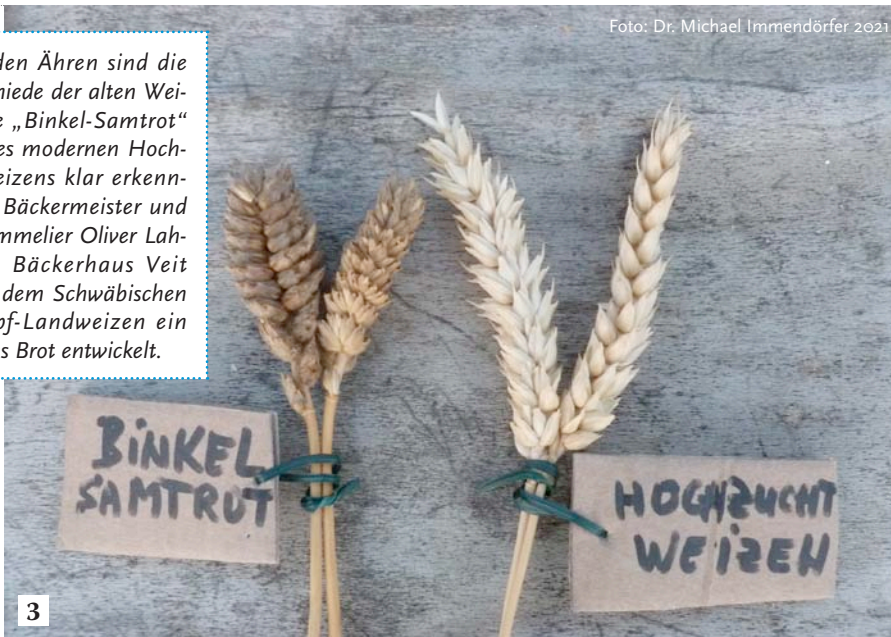 Foto: Dr. Michael Immendörfer 2021
den Ähren sind die
hiede der alten Wei-
e „Binkel-Samtrot“
es modernen Hoch-
eizens klar erkenn-
Bäckermeister und
mmelier Oliver Lah-
Bäckerhaus Veit
dem Schwäbischen
pf-Landweizen ein
s Brot entwickelt.
BINKEL
SAMTROT
HOCHZUCHT
WEIZEN
3